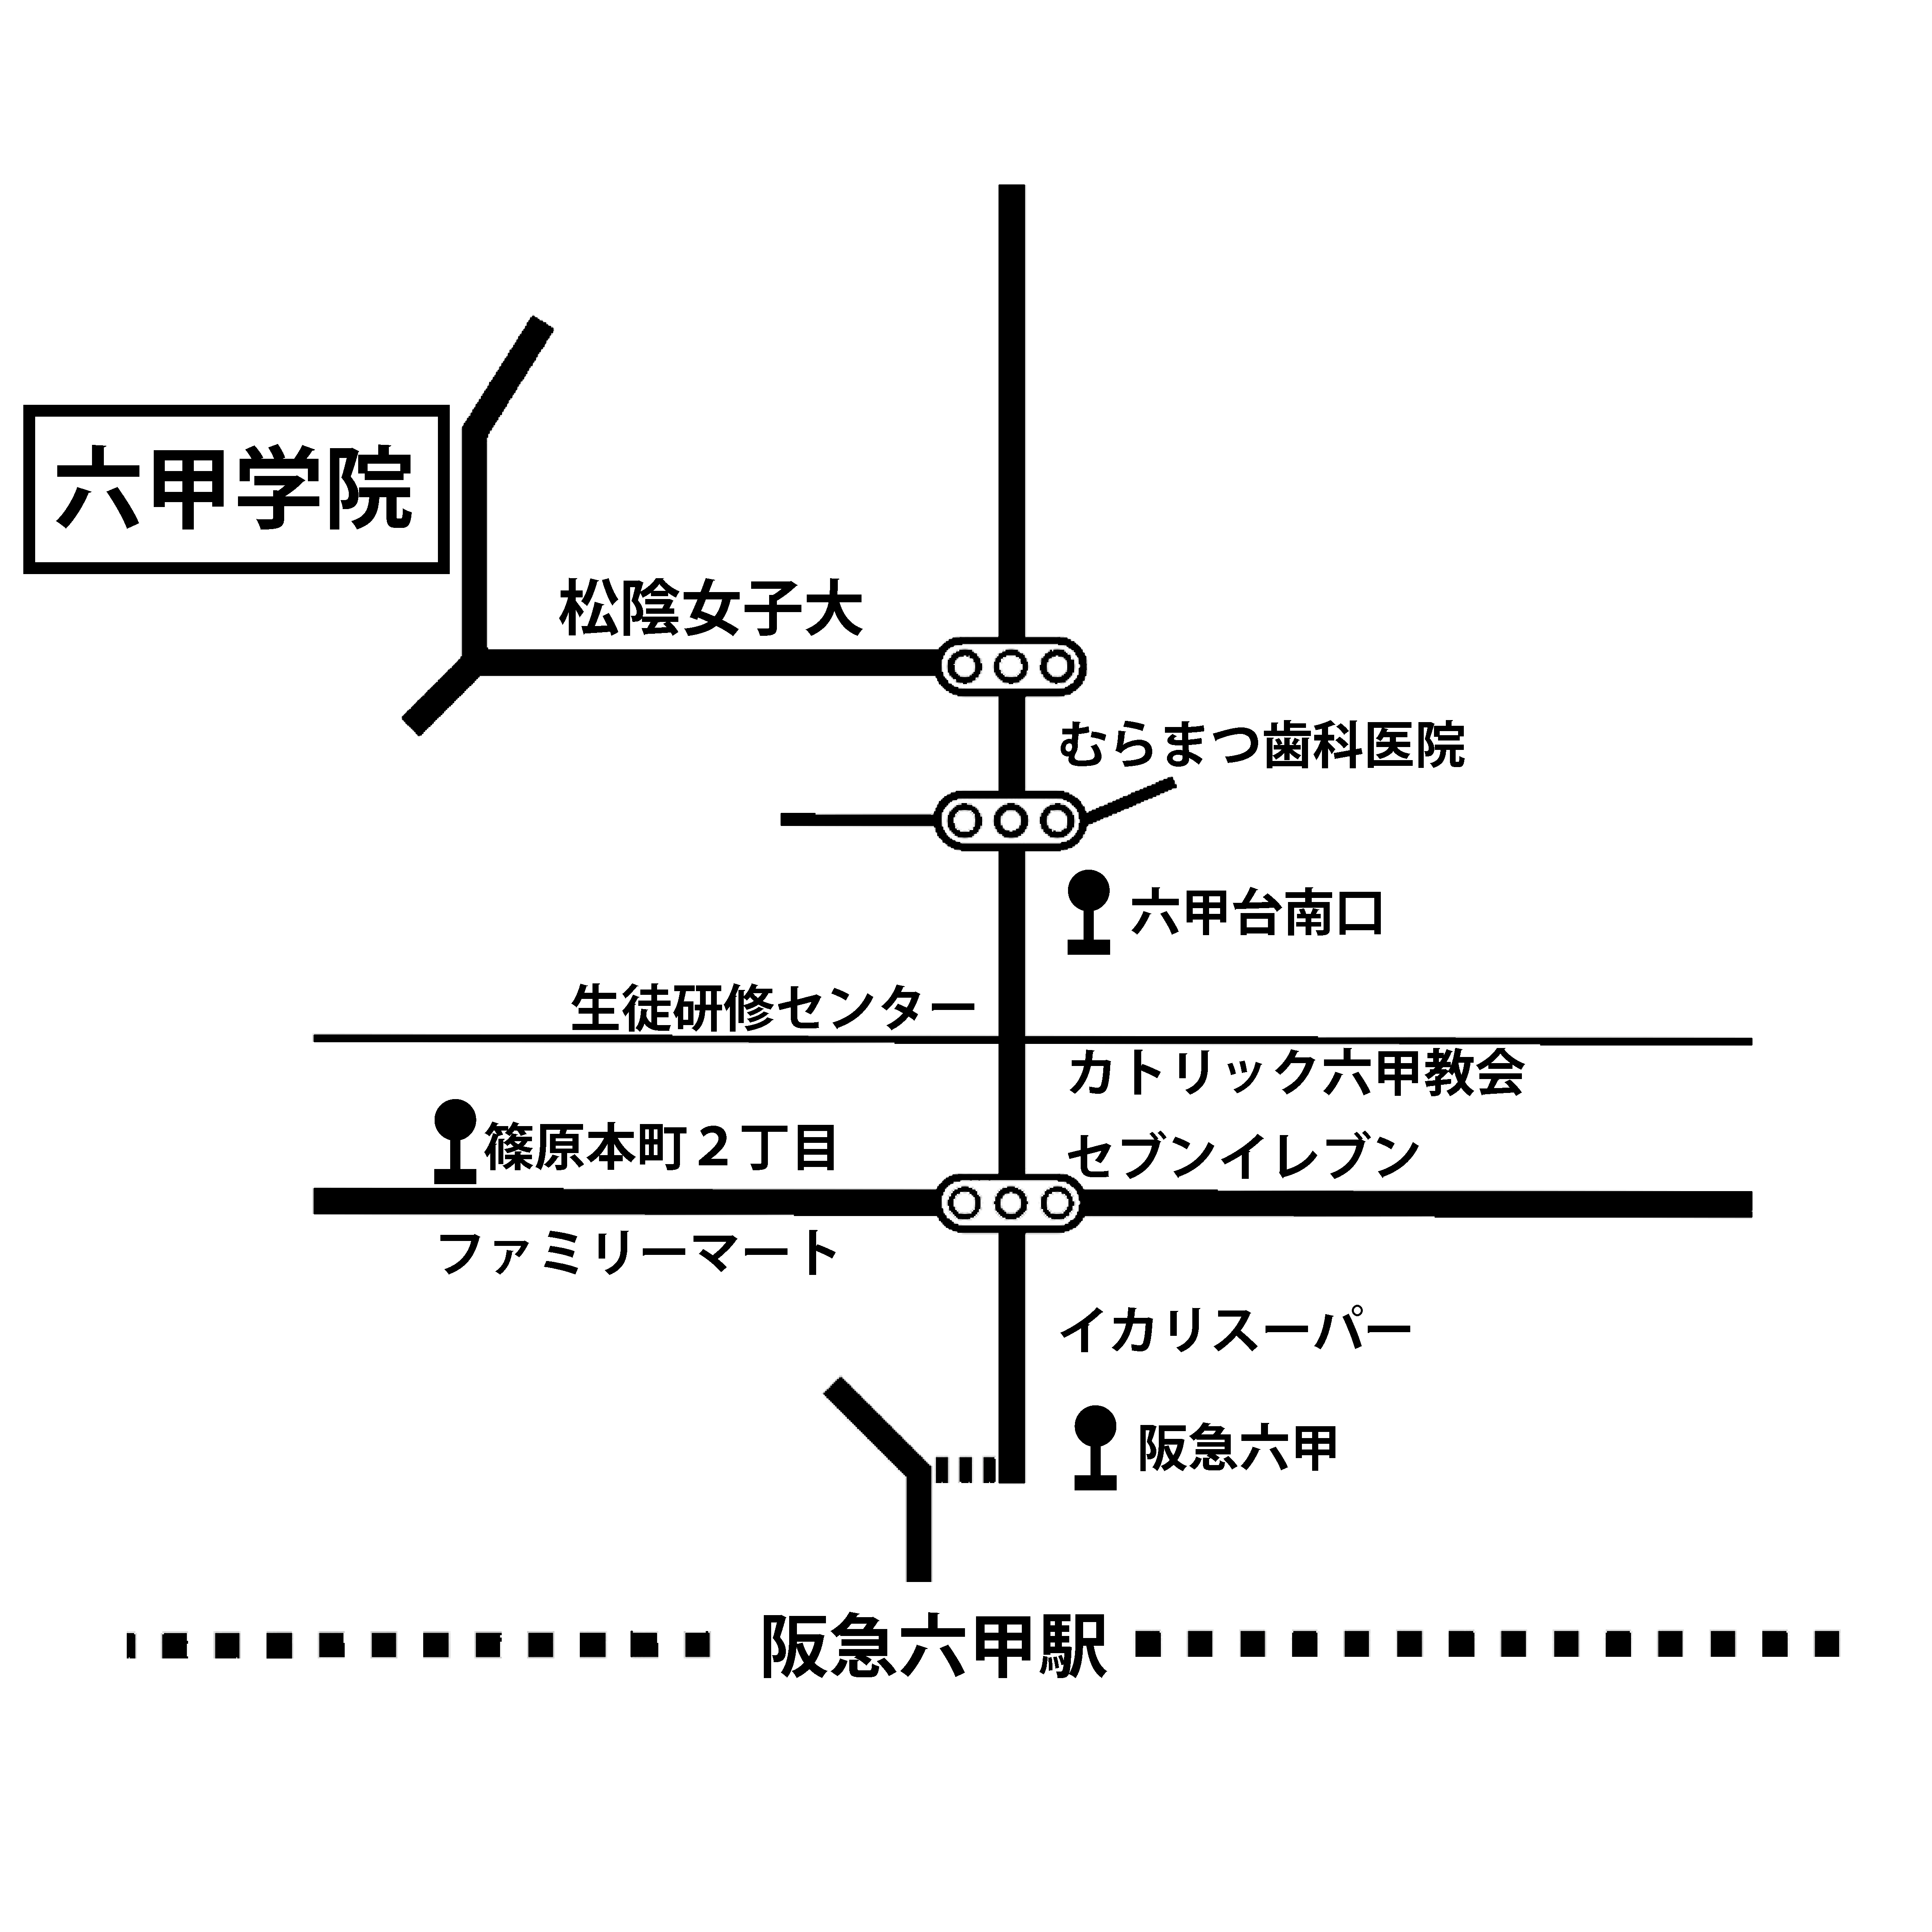 六甲学院
松陰女子大
むらまつ歯科医院
六甲台南口
生徒研修センター
カトリック六甲教会
篠原本町２丁目
セブンイレブン
ファミリーマート
イカリスーパー
阪急六甲
阪急六甲駅